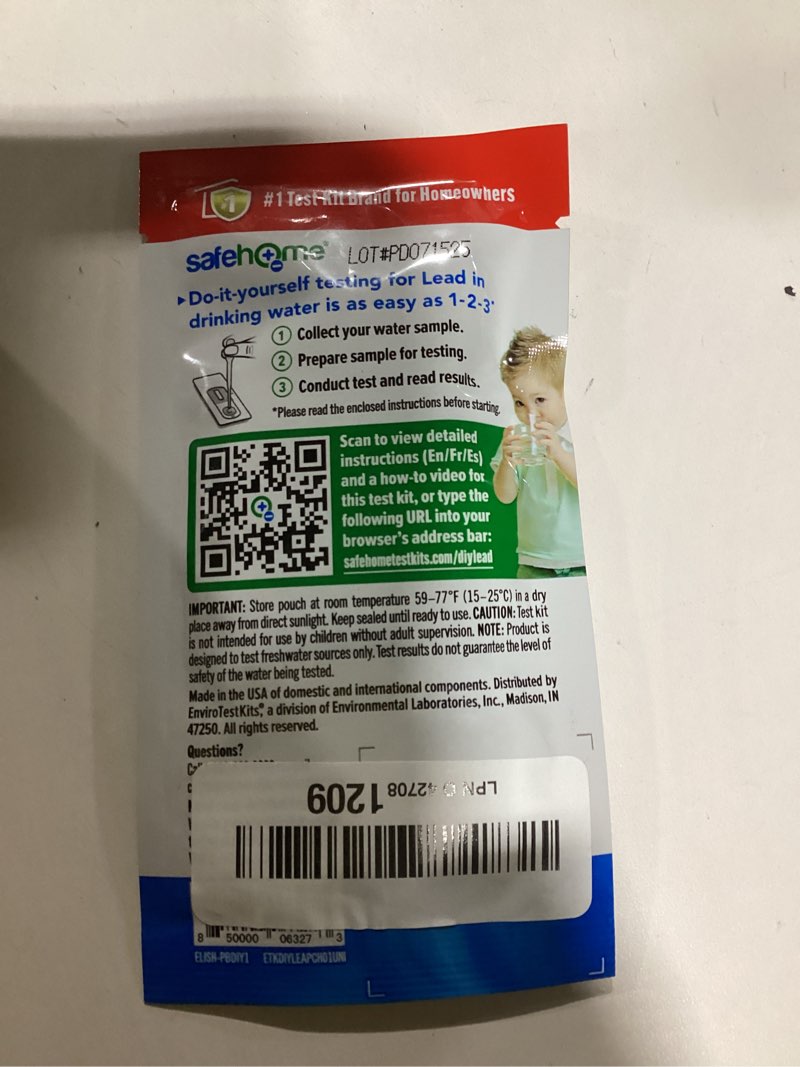 1
#1 Test Kit Brand for Homeowners
safehome® LOT#PD071525
▸Do-it-yourself testing for Lead in
drinking water is as easy as 1-2-3*
1 Collect your water sample.
2 Prepare sample for testing.
3 Conduct test and read results.
*Please read the enclosed instructions before starting.
Scan to view detailed
instructions (En/Fr/Es)
and a how-to video for
this test kit, or type the
following URL into your
browser's address bar:
safehometestkits.com/diylead
IMPORTANT: Store pouch at room temperature 59–77°F (15–25°C) in a dry
place away from direct sunlight. Keep sealed until ready to use. CAUTION: Test kit
is not intended for use by children without adult supervision. NOTE: Product is
designed to test freshwater sources only. Test results do not guarantee the level of
safety of the water being tested.
Made in the USA of domestic and international components. Distributed by
EnviroTestKits®, a division of Environmental Laboratories, Inc., Madison, IN
47250. All rights reserved.
Questions?
LPN 427081209
8 50000 06327 3
ELISH-PBDIY1 ETKDIYLEAPCH01UNI